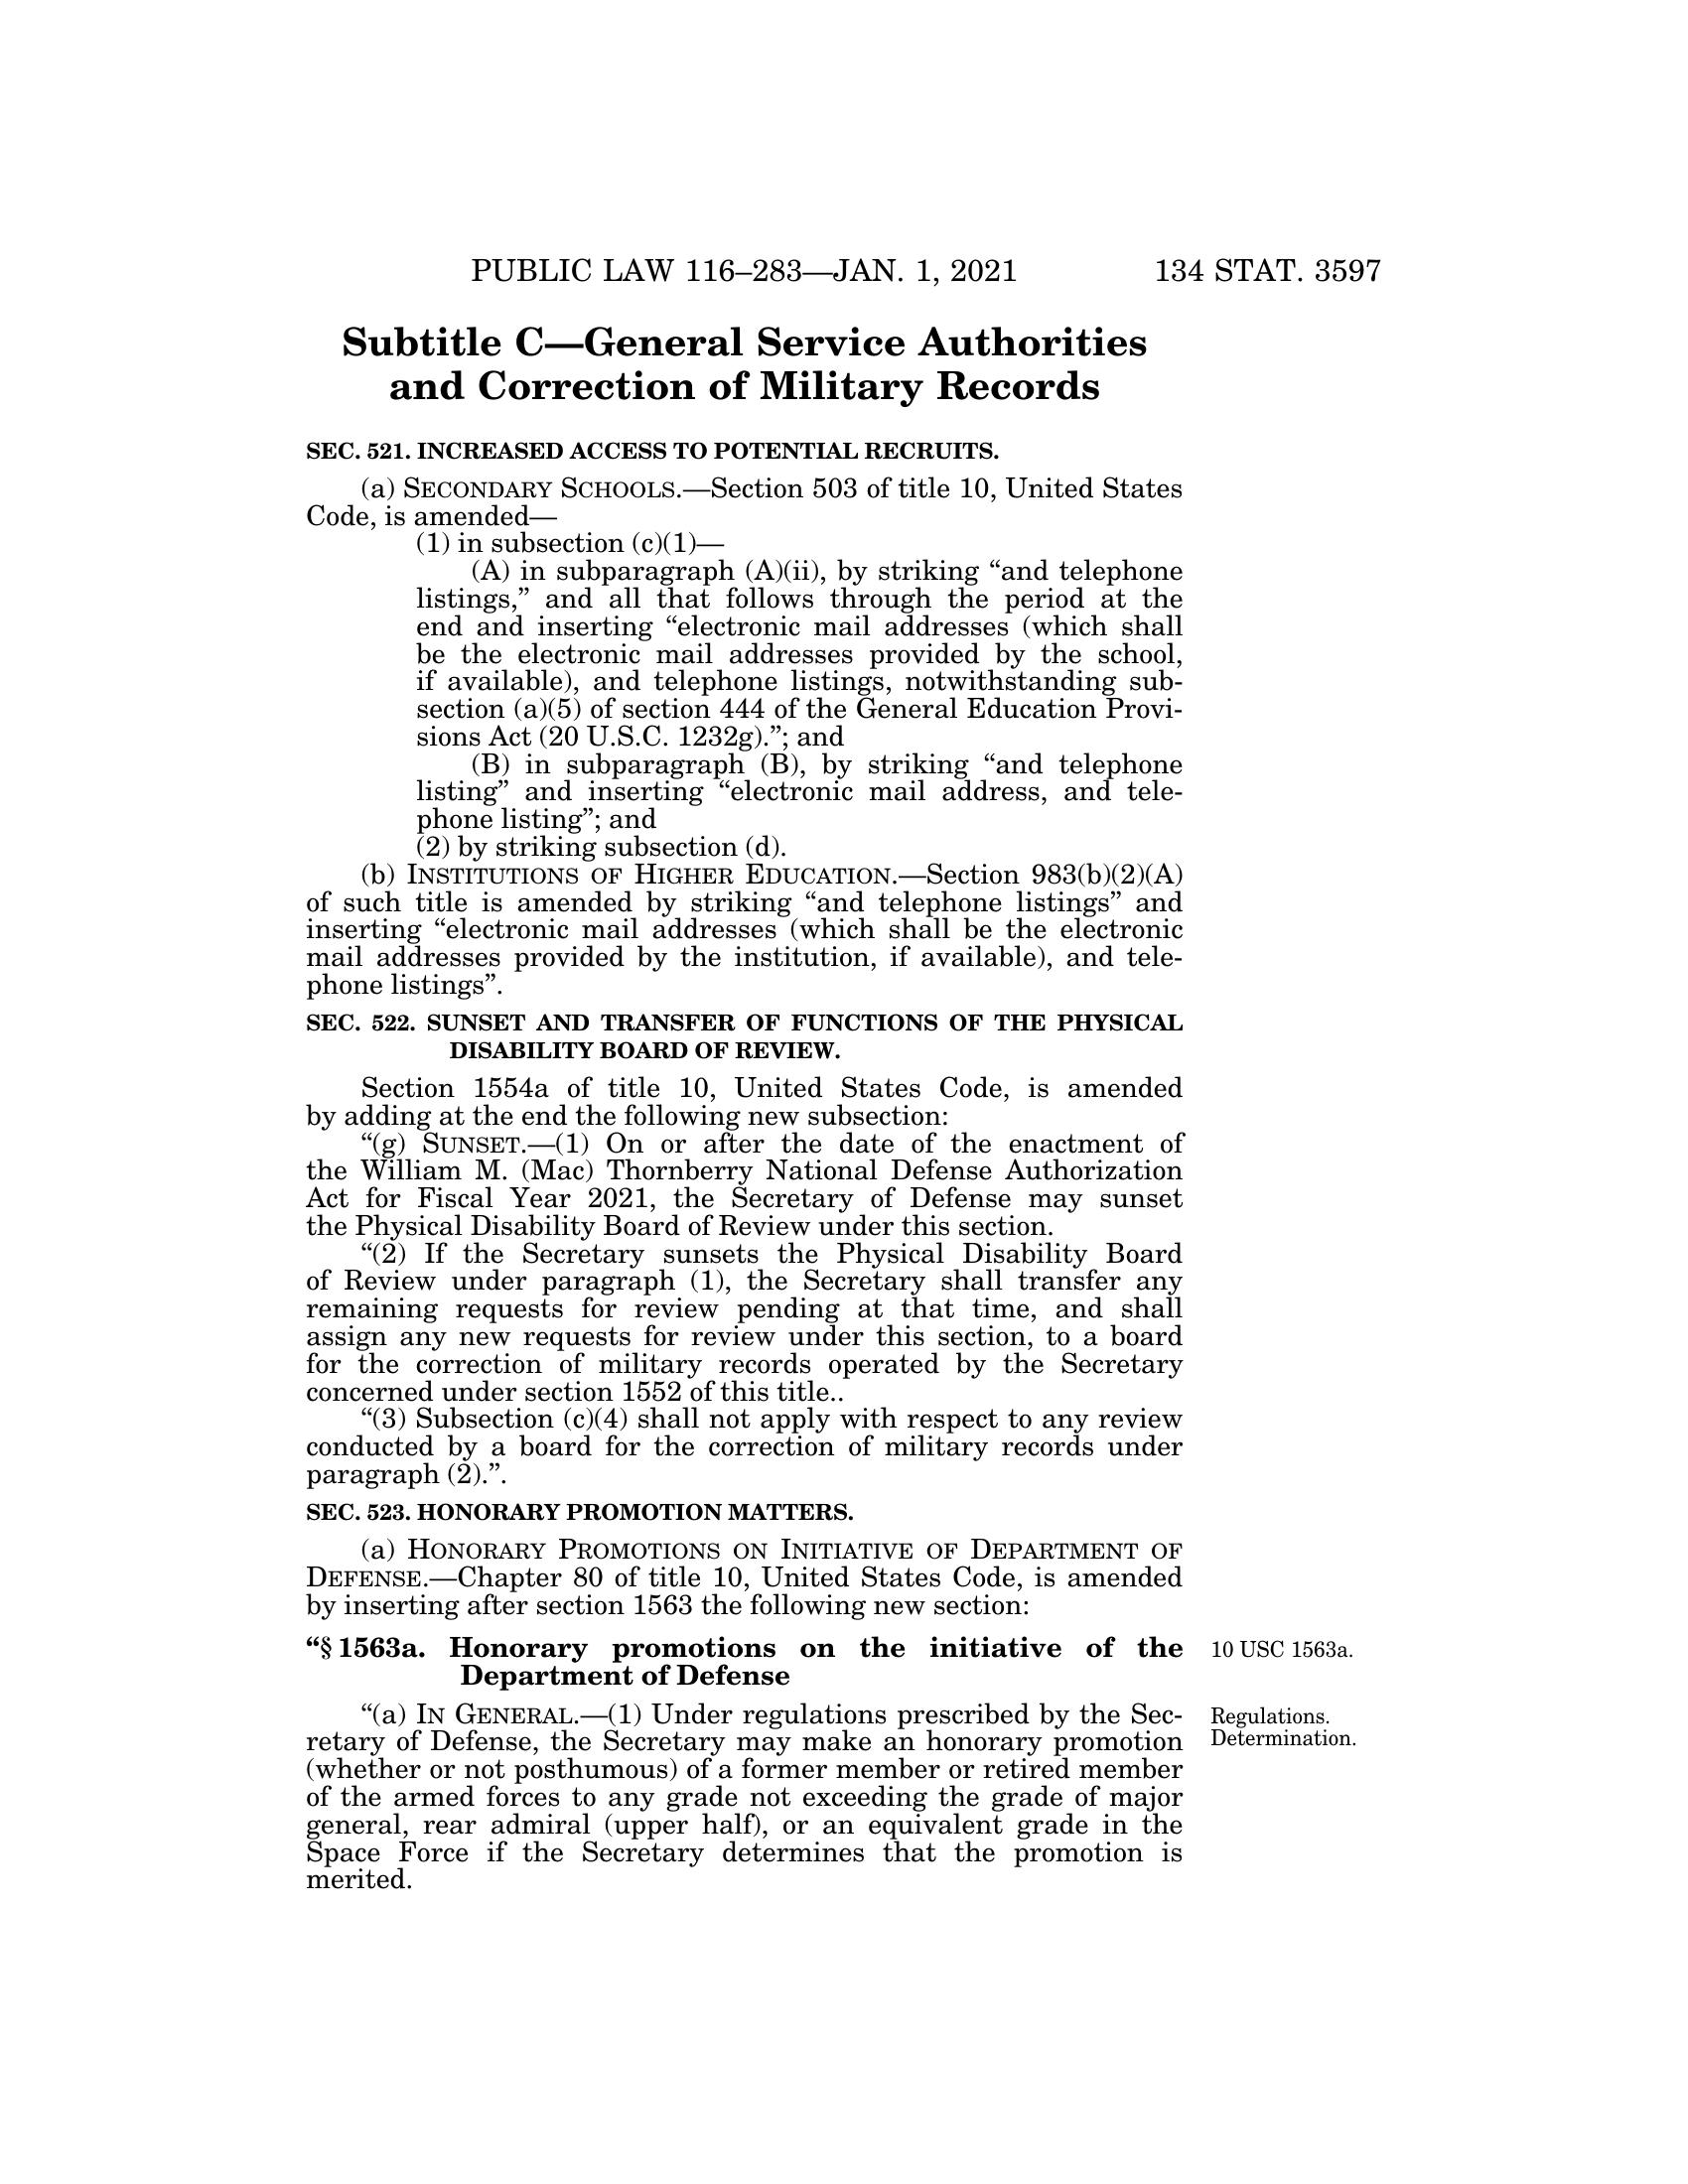 PUBLIC LAW 116–283—JAN. 1, 2021 134 STAT. 3597
Subtitle C—General Service Authorities
and Correction of Military Records
SEC. 521. INCREASED ACCESS TO POTENTIAL RECRUITS.
(a) SECONDARY SCHOOLS.—Section 503 of title 10, United States
Code, is amended—
(1) in subsection (c)(1)—
(A) in subparagraph (A)(ii), by striking “and telephone
listings,” and all that follows through the period at the
end and inserting “electronic mail addresses (which shall
be the electronic mail addresses provided by the school,
if available), and telephone listings, notwithstanding sub-
section (a)(5) of section 444 of the General Education Provi-
sions Act (20 U.S.C. 1232g).”; and
(B) in subparagraph (B), by striking “and telephone
listing” and inserting “electronic mail address, and tele-
phone listing”; and
(2) by striking subsection (d).
(b) INSTITUTIONS OF HIGHER EDUCATION.—Section 983(b)(2)(A)
of such title is amended by striking “and telephone listings” and
inserting “electronic mail addresses (which shall be the electronic
mail addresses provided by the institution, if available), and tele-
phone listings”.
SEC. 522. SUNSET AND TRANSFER OF FUNCTIONS OF THE PHYSICAL
DISABILITY BOARD OF REVIEW.
Section 1554a of title 10, United States Code, is amended
by adding at the end the following new subsection:
“(g) SUNSET.—(1) On or after the date of the enactment of
the William M. (Mac) Thornberry National Defense Authorization
Act for Fiscal Year 2021, the Secretary of Defense may sunset
the Physical Disability Board of Review under this section.
“(2) If the Secretary sunsets the Physical Disability Board
of Review under paragraph (1), the Secretary shall transfer any
remaining requests for review pending at that time, and shall
assign any new requests for review under this section, to a board
for the correction of military records operated by the Secretary
concerned under section 1552 of this title..
“(3) Subsection (c)(4) shall not apply with respect to any review
conducted by a board for the correction of military records under
paragraph (2).”.
SEC. 523. HONORARY PROMOTION MATTERS.
(a) HONORARY PROMOTIONS ON INITIATIVE OF DEPARTMENT OF
DEFENSE.—Chapter 80 of title 10, United States Code, is amended
by inserting after section 1563 the following new section:
“§ 1563a. Honorary promotions on the initiative of the
Department of Defense
10 USC 1563a.
“(a) IN GENERAL.—(1) Under regulations prescribed by the Sec-
retary of Defense, the Secretary may make an honorary promotion
(whether or not posthumous) of a former member or retired member
of the armed forces to any grade not exceeding the grade of major
general, rear admiral (upper half), or an equivalent grade in the
Space Force if the Secretary determines that the promotion is
merited.
Regulations.
Determination.